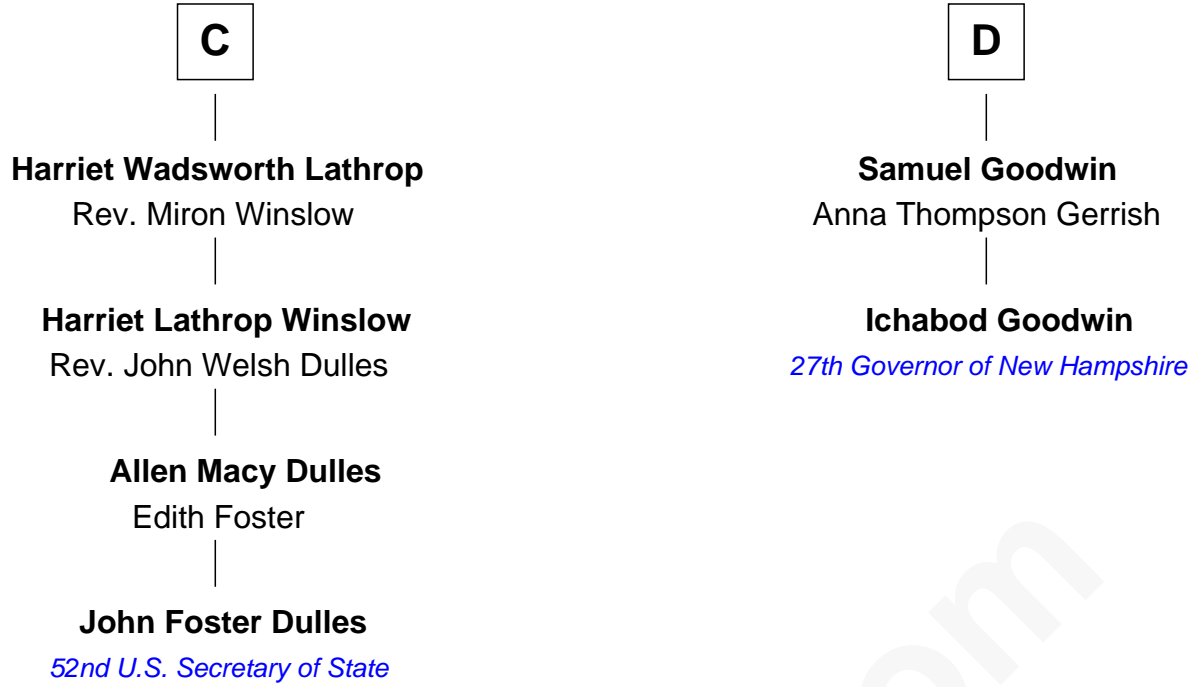 C
Harriet Wadsworth Lathrop
Rev. Miron Winslow
Harriet Lathrop Winslow
Rev. John Welsh Dulles
Allen Macy Dulles
Edith Foster
John Foster Dulles
52nd U.S. Secretary of State
D
Samuel Goodwin
Anna Thompson Gerrish
Ichabod Goodwin
27th Governor of New Hampshire
om